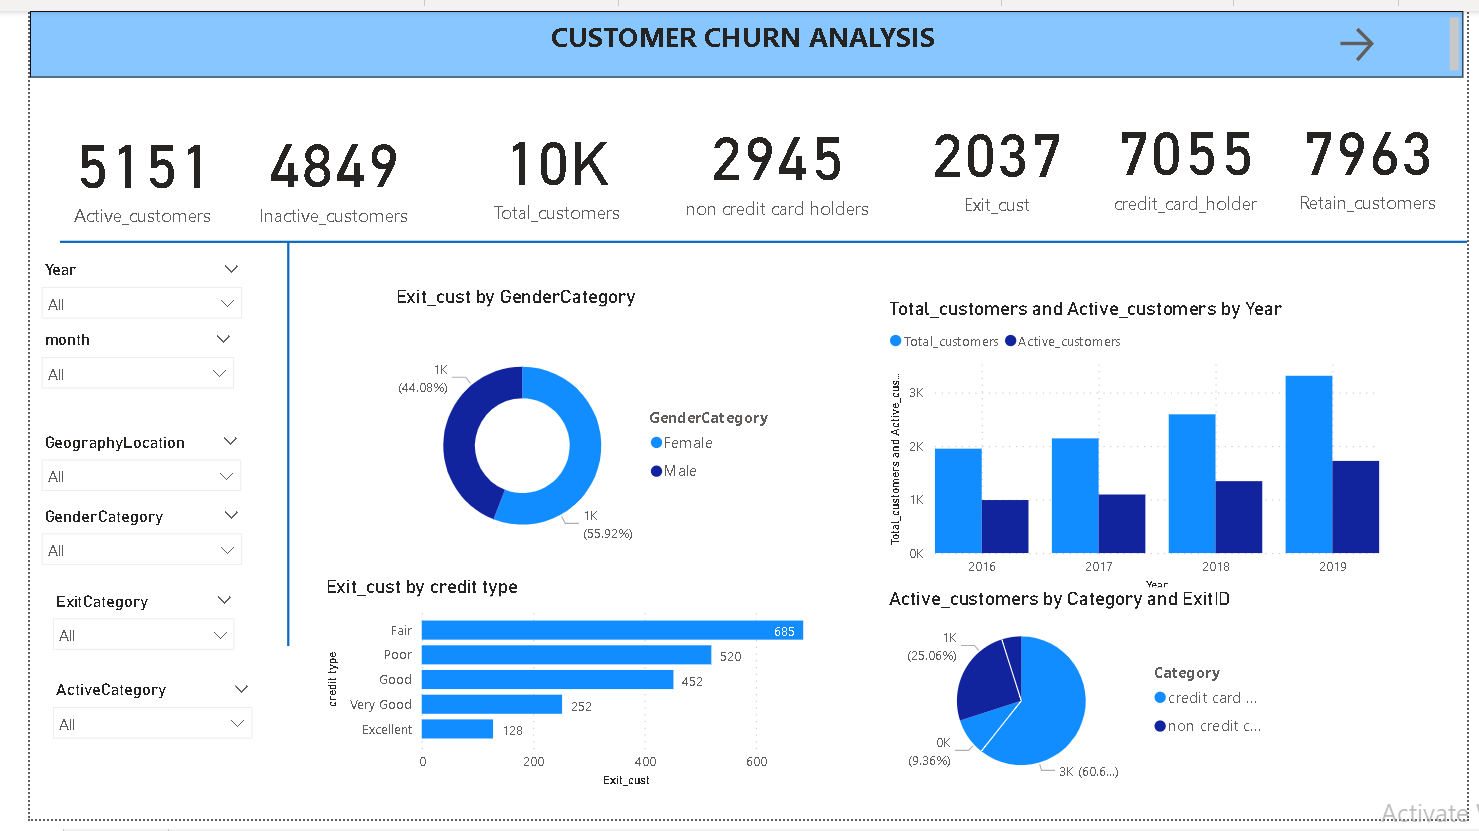 CUSTOMER CHURN ANALYSIS
5151
Active_customers
4849
Inactive_customers
10K
Total_customers
2945
non credit card holders
2037
Exit_cust
7055
credit_card_holder
7963
Retain_customers
Year
All
month
All
GeographyLocation
All
GenderCategory
All
ExitCategory
All
ActiveCategory
All
Exit_cust by GenderCategory
1K
(44.08%)
1K
(55.92%)
GenderCategory
Female
Male
Total_customers and Active_customers by Year
Total_customers Active_customers
Total_customers and Active_cus...
3K
2K
1K
0K
2016 2017 2018 2019
Year
Exit_cust by credit type
credit type
Fair 685
Poor 520
Good 452
Very Good 252
Excellent 128
0 200 400 600
Exit_cust
Active_customers by Category and ExitID
1K
(25.06%)
0K
(9.36%)
3K (60.6...)
Category
credit card ...
non credit c...
Activate